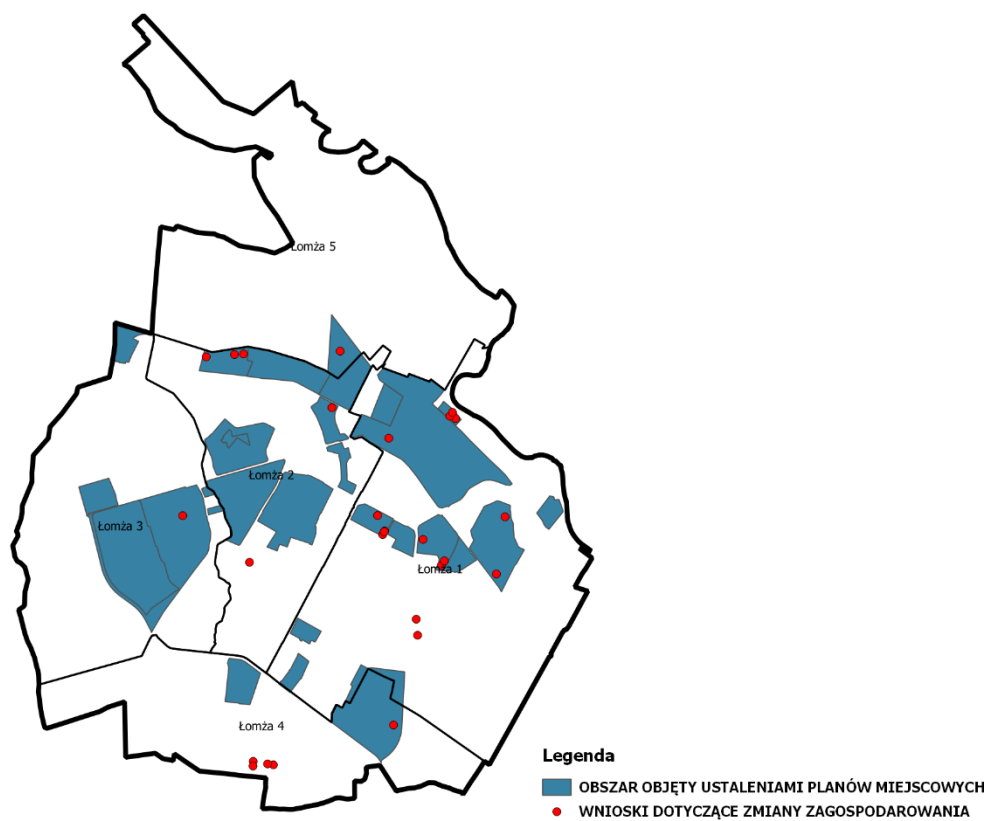 Łomża 5
Łomża 2
Łomża 3
Łomża 1
Łomża 4
Legenda
OBSZAR OBJĘTY USTALENIAMI PLANÓW MIEJSCOWYCH
WNIOSKI DOTYCZĄCE ZMIANY ZAGOSPODAROWANIA